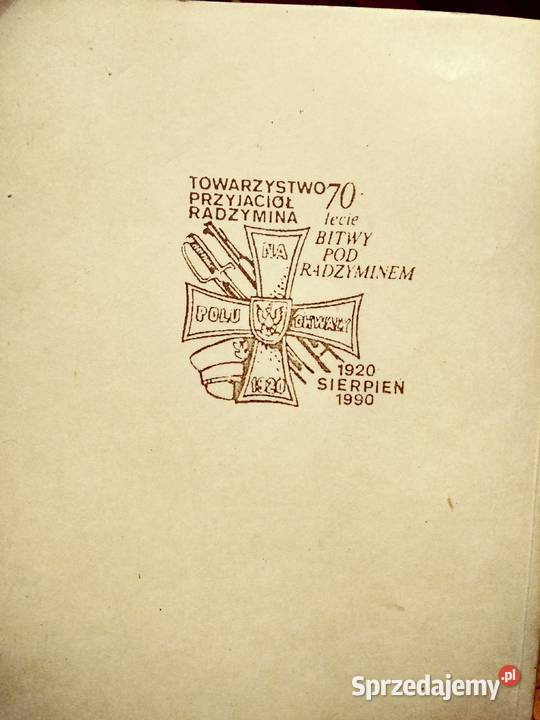 TOWARZYSTWO
PRZYJACIÓŁ
RADZYMINA
70-
lecie
BITWY
POD
RADZYMINEM
NA
POLU CHWAŁY
1920
1920
SIERPIEŃ
1990
Sprzedajemy.pl